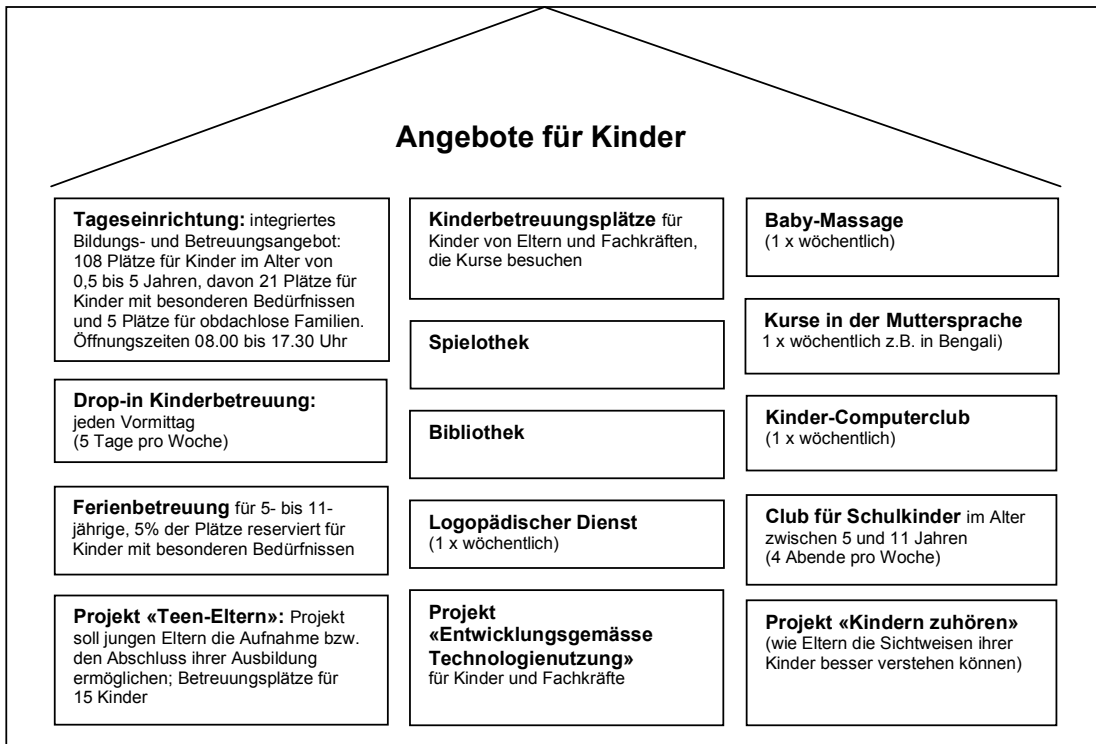 Angebote für Kinder
Tageseinrichtung: integriertes
Bildungs- und Betreuungsangebot:
108 Plätze für Kinder im Alter von
0,5 bis 5 Jahren, davon 21 Plätze für
Kinder mit besonderen Bedürfnissen
und 5 Plätze für obdachlose Familien.
Öffnungszeiten 08.00 bis 17.30 Uhr
Drop-in Kinderbetreuung:
jeden Vormittag
(5 Tage pro Woche)
Ferienbetreuung für 5- bis 11-
jährige, 5% der Plätze reserviert für
Kinder mit besonderen Bedürfnissen
Projekt «Teen-Eltern»: Projekt
soll jungen Eltern die Aufnahme bzw.
den Abschluss ihrer Ausbildung
ermöglichen; Betreuungsplätze für
15 Kinder
Kinderbetreuungsplätze für
Kinder von Eltern und Fachkräften,
die Kurse besuchen
Spielothek
Bibliothek
Logopädischer Dienst
(1 x wöchentlich)
Projekt
«Entwicklungsgemässe
Technologienutzung»
für Kinder und Fachkräfte
Baby-Massage
(1 x wöchentlich)
Kurse in der Muttersprache
1 x wöchentlich z.B. in Bengali)
Kinder-Computerclub
(1 x wöchentlich)
Club für Schulkinder im Alter
zwischen 5 und 11 Jahren
(4 Abende pro Woche)
Projekt «Kindern zuhören»
(wie Eltern die Sichtweisen ihrer
Kinder besser verstehen können)